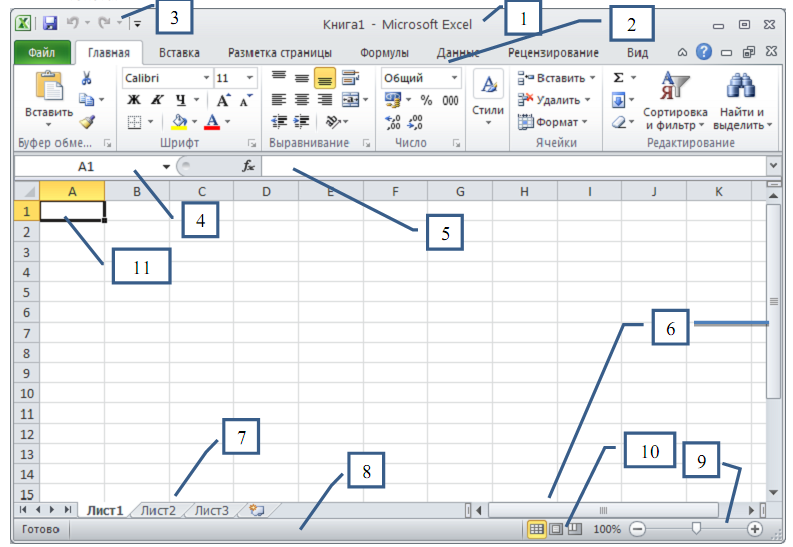 3
Книга1 - Microsoft Excel
1
2
Файл Главная Вставка Разметка страницы Формулы Данные Рецензирование Вид
Вставить
Calibri 11
Ж К Ч
A A
A
Общий
% 000
,00 ,0
Стили
Вставить
Удалить
Формат
Σ
А Я
Сортировка и фильтр
Найти и выделить
Буфер обме... Шрифт Выравнивание Число Ячейки Редактирование
A1 fx
A B C D E F G H I J K
1
2
3
4
5
6
7
8
9
10
11
12
13
14
15
4
5
11
6
7
8
10
9
Лист1 Лист2 Лист3
Готово 100%